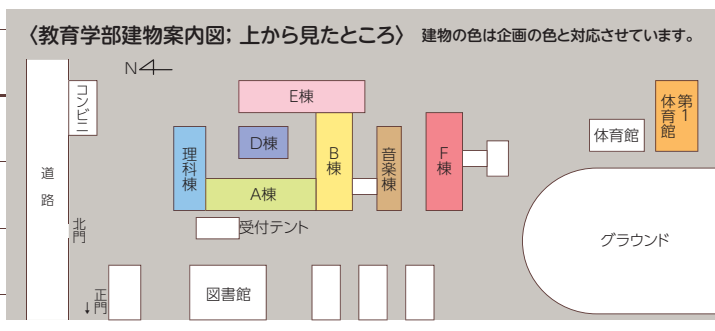 〈教育学部建物案内図; 上から見たところ〉 建物の色は企画の色と対応させています。
N
コンビニ
E棟
第1体育館
体育館
理科棟
D棟
B棟
音楽棟
F棟
道路
A棟
北門
受付テント
グラウンド
正門
↓
図書館